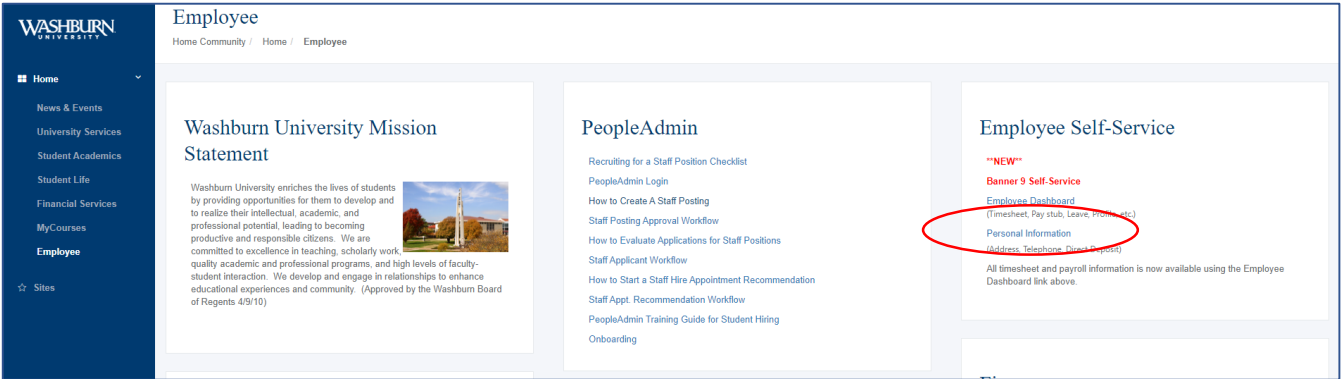 WASHBURN
UNIVERSITY
Home
News & Events
University Services
Student Academics
Student Life
Financial Services
MyCourses
Employee
Sites
Employee
Home Community / Home / Employee
Washburn University Mission
Statement
Washburn University enriches the lives of students
by providing opportunities for them to develop and
to realize their intellectual, academic, and
professional potential, leading to becoming
productive and responsible citizens. We are
committed to excellence in teaching, scholarly work,
quality academic and professional programs, and high levels of faculty-
student interaction. We develop and engage in relationships to enhance
educational experiences and community. (Approved by the Washburn Board
of Regents 4/9/10)
PeopleAdmin
Recruiting for a Staff Position Checklist
PeopleAdmin Login
How to Create A Staff Posting
Staff Posting Approval Workflow
How to Evaluate Applications for Staff Positions
Staff Applicant Workflow
How to Start a Staff Hire Appointment Recommendation
Staff Appt. Recommendation Workflow
PeopleAdmin Training Guide for Student Hiring
Onboarding
Employee Self-Service
**NEW**
Banner 9 Self-Service
Employee Dashboard
(Timesheet, Pay stub, Leave, Profile, etc.)
Personal Information
(Address, Telephone, Direct Deposit)
All timesheet and payroll information is now available using the Employee
Dashboard link above.